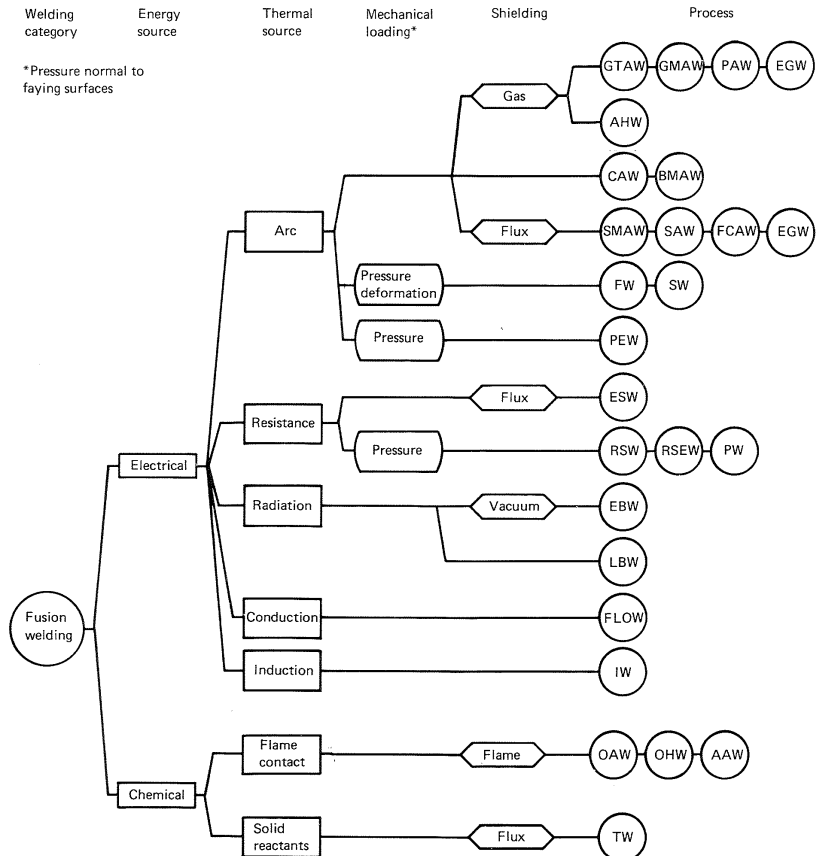 Welding category
Energy source
Thermal source
Mechanical loading*
Shielding
Process
*Pressure normal to
faying surfaces
GTAW GMAW PAW EGW
Gas
AHW
CAW BMAW
Arc
Flux
SMAW SAW FCAW EGW
Pressure
deformation
FW SW
Pressure
PEW
Flux
ESW
Resistance
Pressure
RSW RSEW PW
Electrical
Radiation
Vacuum
EBW
LBW
Fusion
welding
Conduction
FLOW
Induction
IW
Flame
contact
Flame
OAW OHW AAW
Chemical
Solid
reactants
Flux
TW